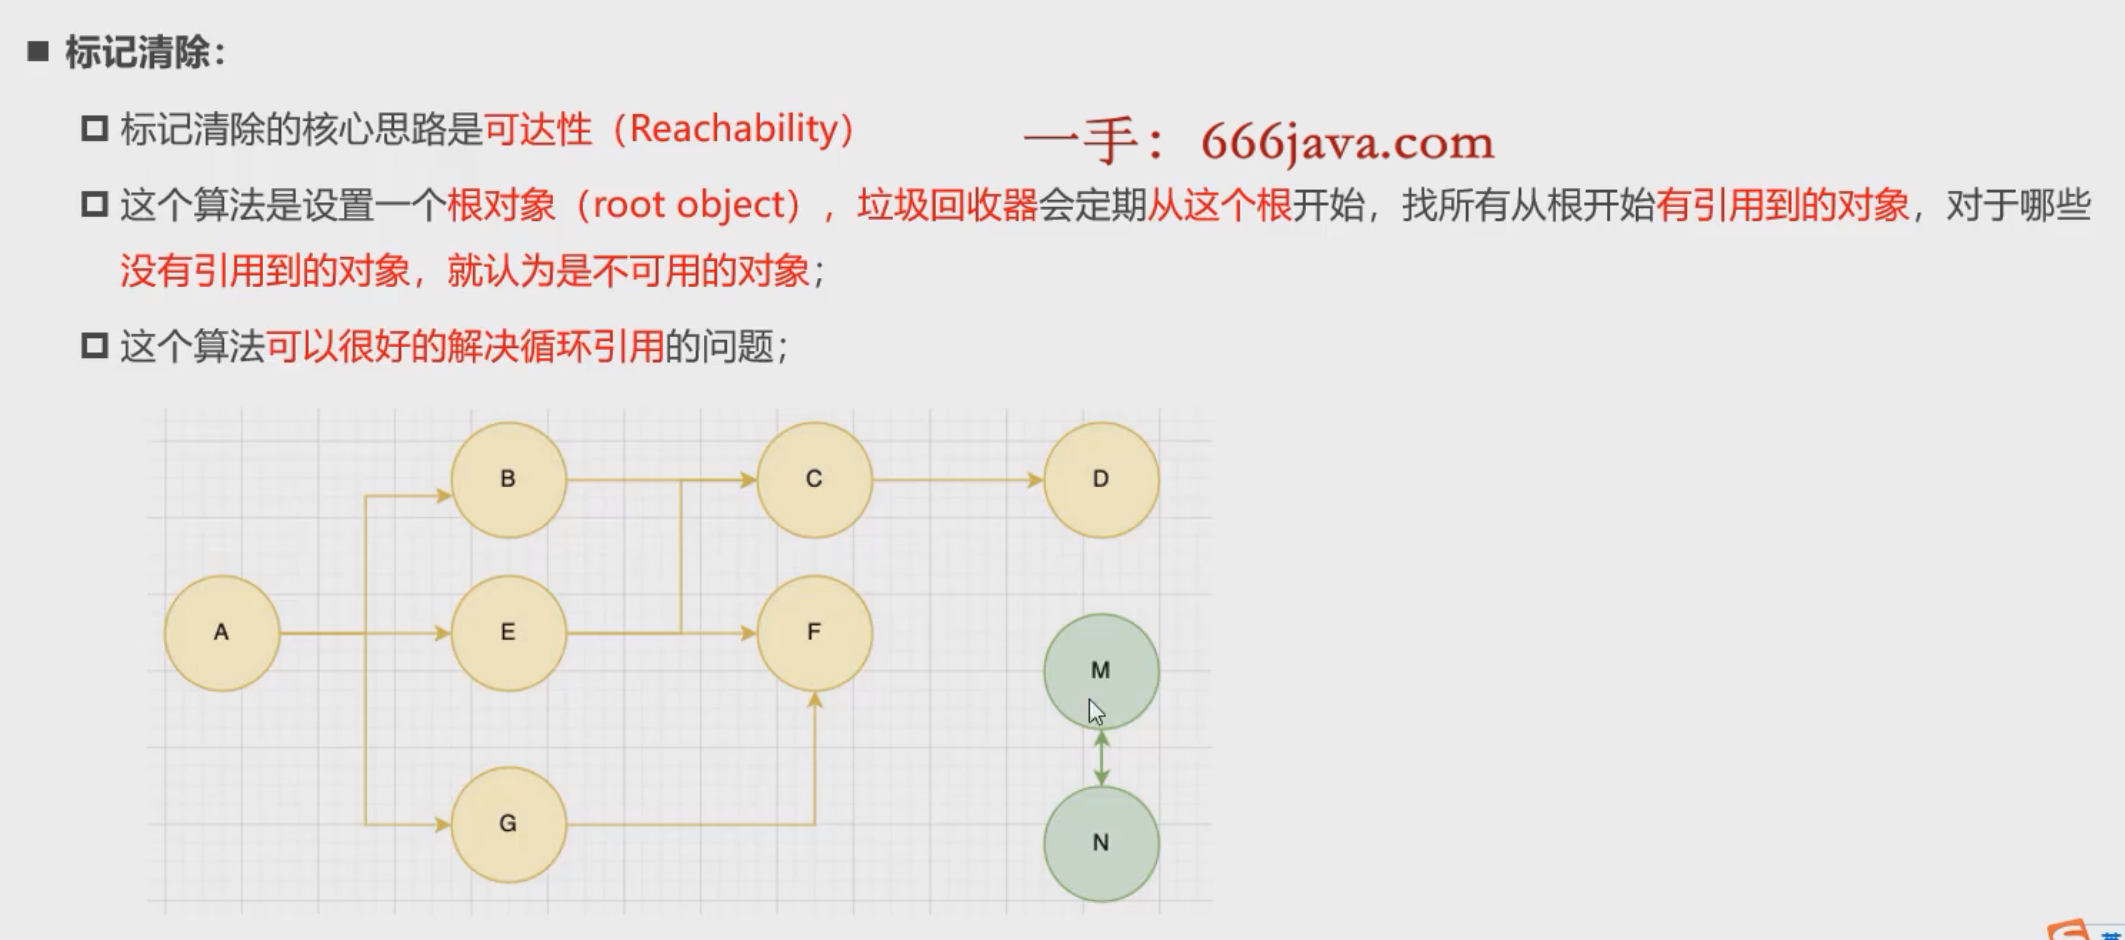 标记清除：
标记清除的核心思路是可达性（Reachability）
一手：666java.com
这个算法是设置一个根对象（root object），垃圾回收器会定期从这个根开始，找所有从根开始有引用到的对象，对于哪些
没有引用到的对象，就认为是不可用的对象；
这个算法可以很好的解决循环引用的问题；
B
C
D
A
E
F
M
G
N